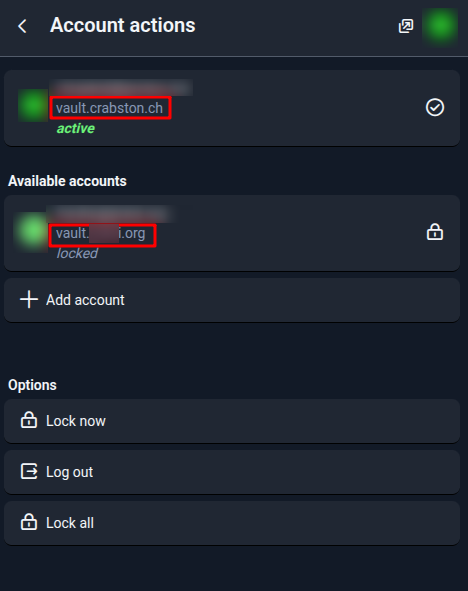 Account actions
vault.crabston.ch
active
Available accounts
vault. i.org
locked
Add account
Options
Lock now
Log out
Lock all